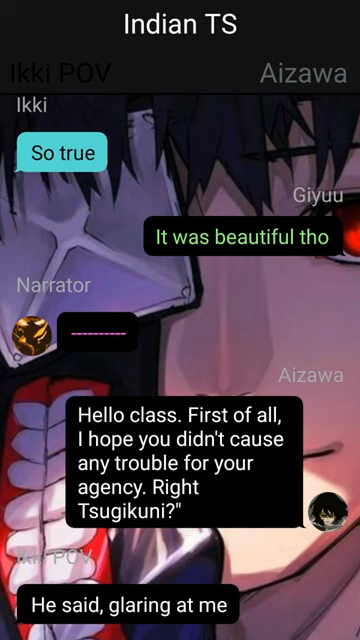 Indian TS
Ikki POV
Aizawa
Ikki
So true
Giyuu
It was beautiful tho
Narrator
----------
Aizawa
Hello class. First of all,
I hope you didn't cause
any trouble for your
agency. Right
Tsugikuni?"
Ikki POV
He said, glaring at me